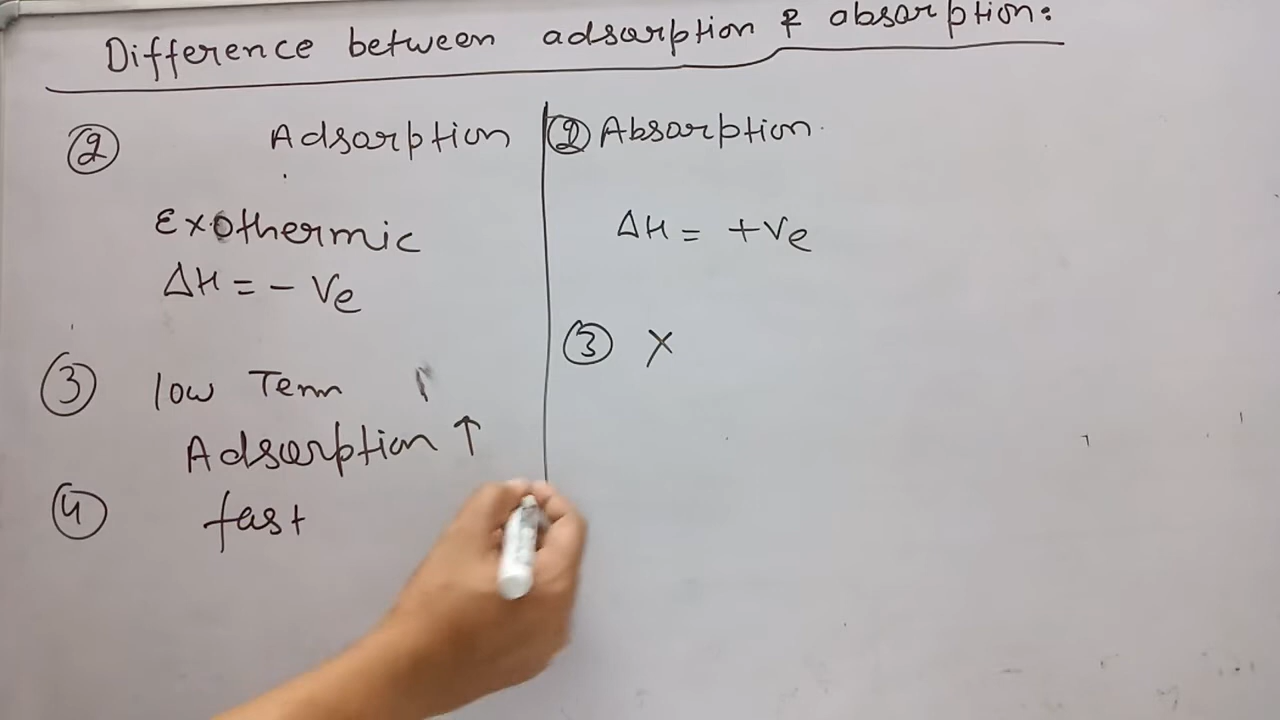 Difference between adsorption & absorption:
② Adsorption
Exothermic
ΔH = - Ve
③ low Tem
Adsorption ↑
④ fast
② Absorption
ΔH = +Ve
③ X